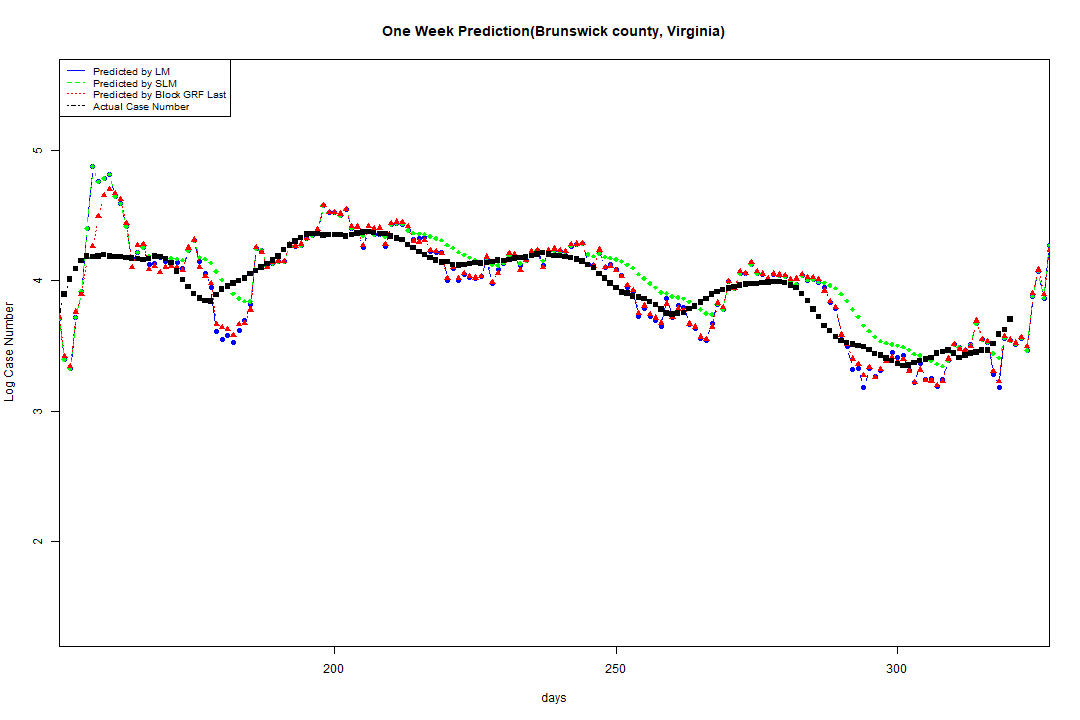 One Week Prediction(Brunswick county, Virginia)
Predicted by LM
Predicted by SLM
Predicted by Block GRF Last
Actual Case Number
5
4
3
2
Log Case Number
200 250 300
days